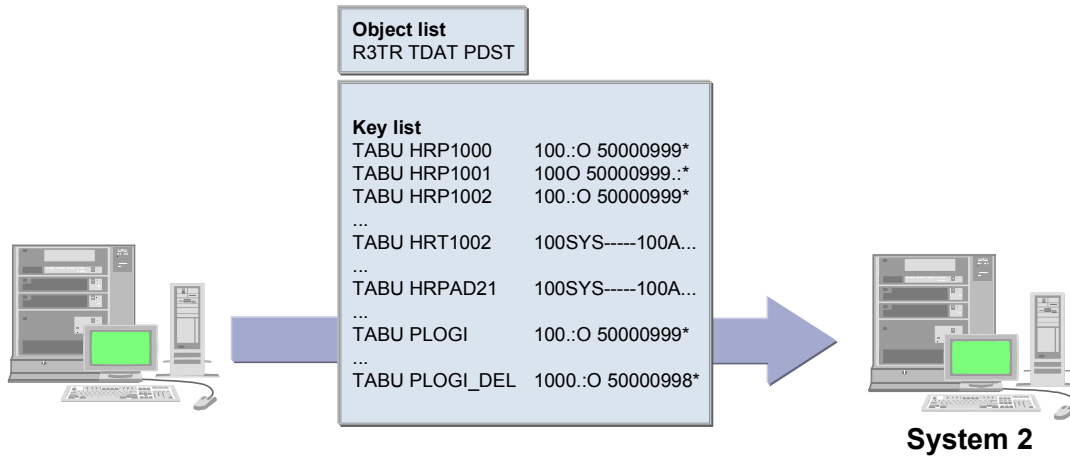 Object list
R3TR TDAT PDST
Key list
TABU HRP1000 100.:O 50000999*
TABU HRP1001 100O 50000999.:*
TABU HRP1002 100.:O 50000999*
...
TABU HRT1002 100SYS-----100A...
...
TABU HRPAD21 100SYS-----100A...
...
TABU PLOGI 100.:O 50000999*
...
TABU PLOGI_DEL 1000.:O 50000998*
System 2